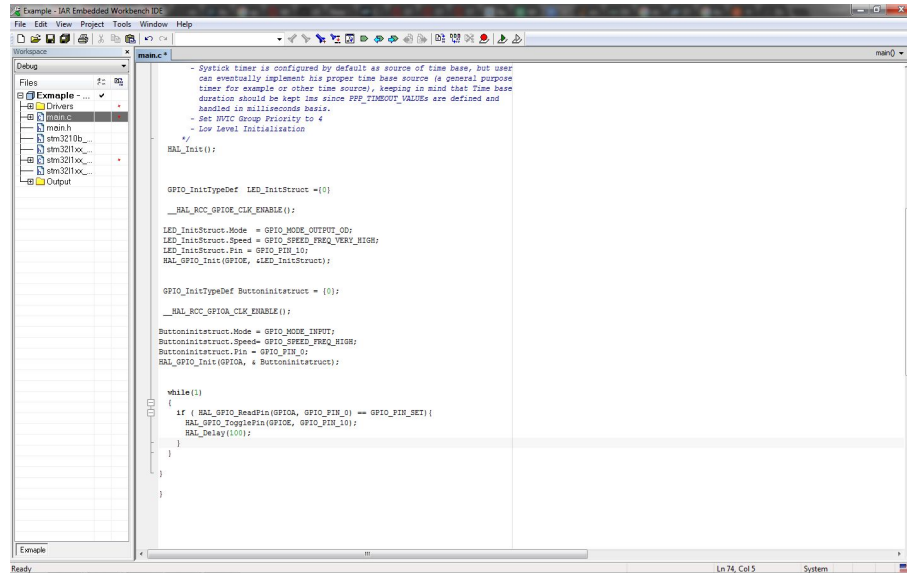 Example - IAR Embedded Workbench IDE
File Edit View Project Tools Window Help
Workspace
main.c *
main()
Debug
Files
Exmaple - ...
Drivers
main.c
main.h
stm3210b_...
stm32l1xx_...
stm32l1xx_...
stm32l1xx_...
Output
- Systick timer is configured by default as source of time base, but user
can eventually implement his proper time base source (a general purpose
timer for example or other time source), keeping in mind that Time base
duration should be kept 1ms since PPP_TIMEOUT_VALUEs are defined and
handled in milliseconds basis.
- Set NVIC Group Priority to 4
- Low Level Initialization
*/
HAL_Init();
GPIO_InitTypeDef LED_InitStruct ={0}
__HAL_RCC_GPIOE_CLK_ENABLE();
LED_InitStruct.Mode = GPIO_MODE_OUTPUT_OD;
LED_InitStruct.Speed = GPIO_SPEED_FREQ_VERY_HIGH;
LED_InitStruct.Pin = GPIO_PIN_10;
HAL_GPIO_Init(GPIOE, &LED_InitStruct);
GPIO_InitTypeDef Buttoninitstruct = {0};
__HAL_RCC_GPIOA_CLK_ENABLE();
Buttoninitstruct.Mode = GPIO_MODE_INPUT;
Buttoninitstruct.Speed= GPIO_SPEED_FREQ_HIGH;
Buttoninitstruct.Pin = GPIO_PIN_0;
HAL_GPIO_Init(GPIOA, & Buttoninitstruct);
while(1)
{
if ( HAL_GPIO_ReadPin(GPIOA, GPIO_PIN_0) == GPIO_PIN_SET){
HAL_GPIO_TogglePin(GPIOE, GPIO_PIN_10);
HAL_Delay(100);
}
}
}
}
Exmaple
Ready
Ln 74, Col 5
System